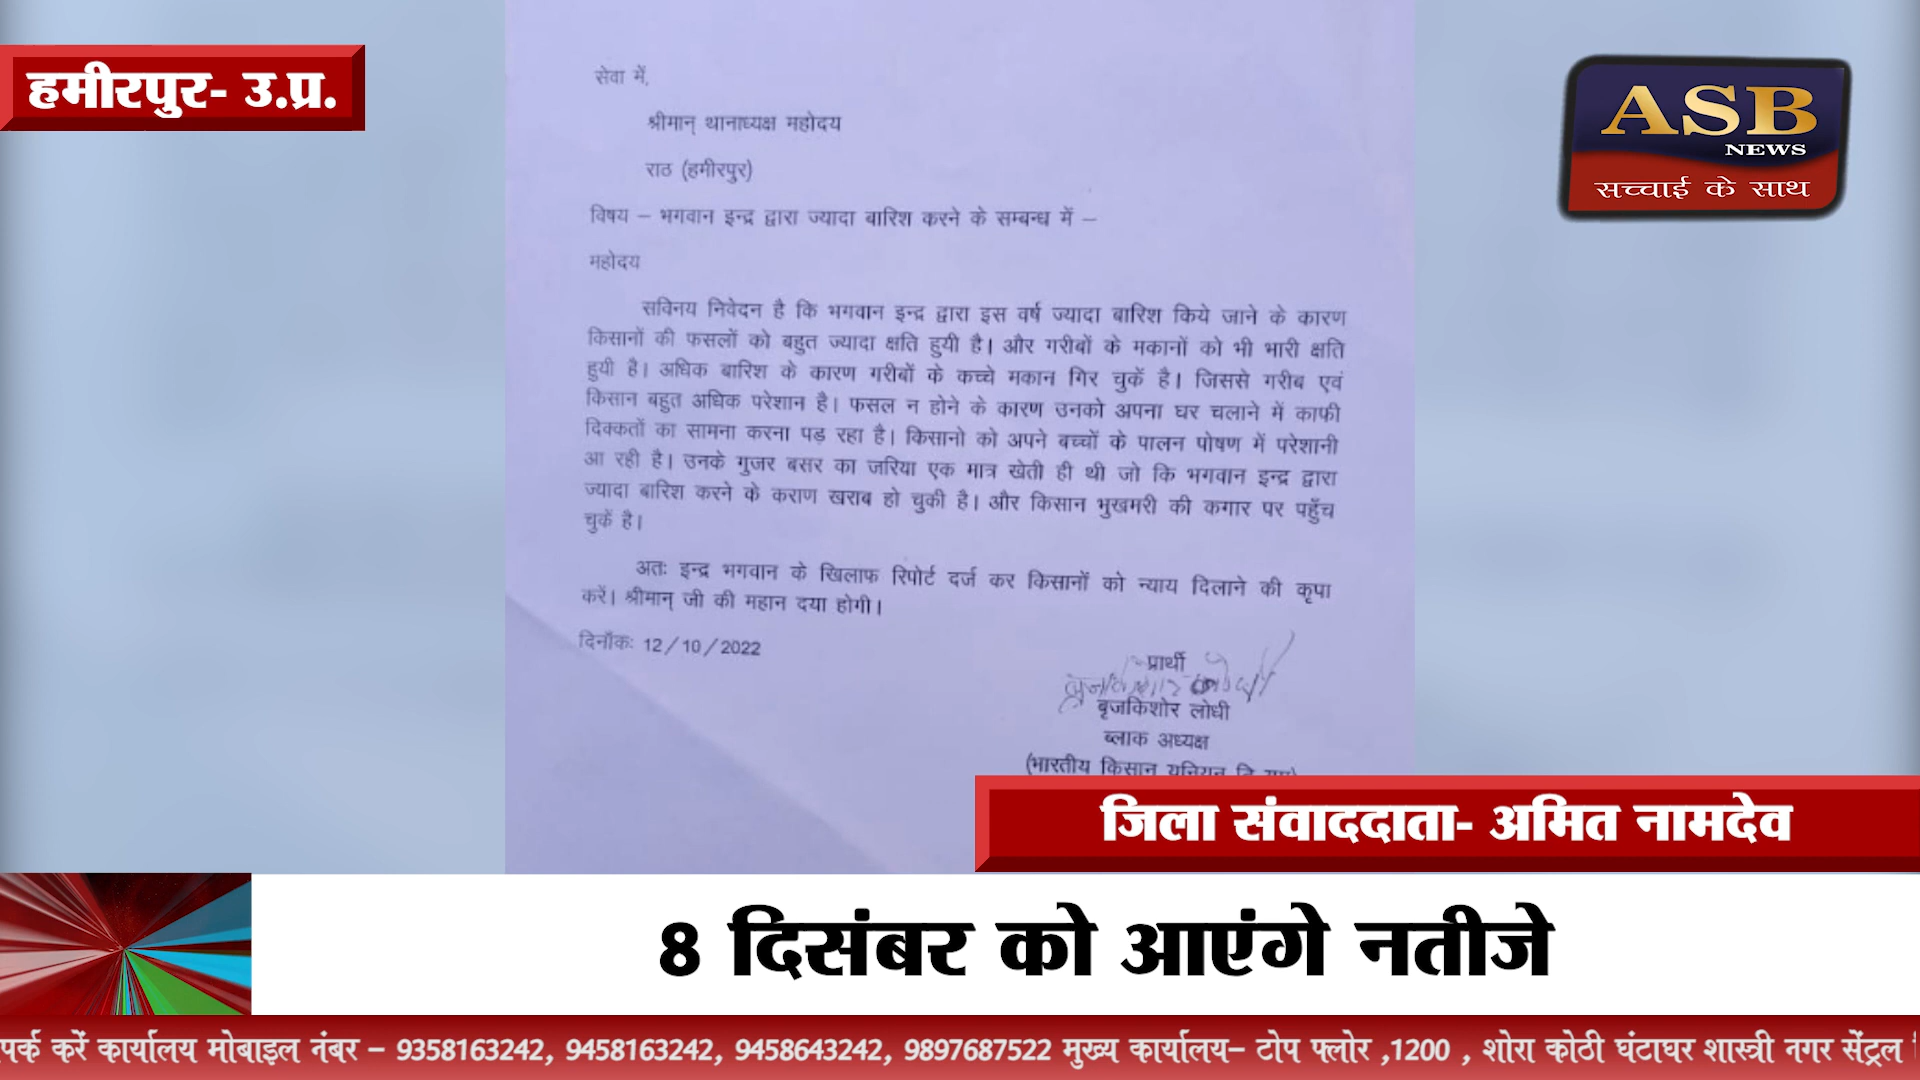 हमीरपुर- उ.प्र.
ASB
NEWS
सच्चाई के साथ
सेवा में,
श्रीमान् थानाध्यक्ष महोदय
राठ (हमीरपुर)
विषय – भगवान इन्द्र द्वारा ज्यादा बारिश करने के सम्बन्ध में –
महोदय
सविनय निवेदन है कि भगवान इन्द्र द्वारा इस वर्ष ज्यादा बारिश किये जाने के कारण
किसानों की फसलों को बहुत ज्यादा क्षति हुयी है। और गरीबों के मकानों को भी भारी क्षति
हुयी है। अधिक बारिश के कारण गरीबों के कच्चे मकान गिर चुकें है। जिससे गरीब एवं
किसान बहुत अधिक परेशान है। फसल न होने के कारण उनको अपना घर चलाने में काफी
दिक्कतों का सामना करना पड़ रहा है। किसानो को अपने बच्चों के पालन पोषण में परेशानी
आ रही है। उनके गुजर बसर का जरिया एक मात्र खेती ही थी जो कि भगवान इन्द्र द्वारा
ज्यादा बारिश करने के कराण खराब हो चुकी है। और किसान भुखमरी की कगार पर पहुँच
चुकें है।
अतः इन्द्र भगवान के खिलाफ रिपोर्ट दर्ज कर किसानों को न्याय दिलाने की कृपा
करें। श्रीमान् जी की महान दया होगी।
दिनाँकः 12/10/2022
प्रार्थी
बृजकिशोर लोधी
ब्लाक अध्यक्ष
(भारतीय किसान यूनियन
जिला संवाददाता- अमित नामदेव
8 दिसंबर को आएंगे नतीजे
पर्क करें कार्यालय मोबाइल नंबर – 9358163242, 9458163242, 9458643242, 9897687522 मुख्य कार्यालय– टोप फ्लोर ,1200 , शोरा कोठी घंटाघर शास्त्री नगर सेंट्रल